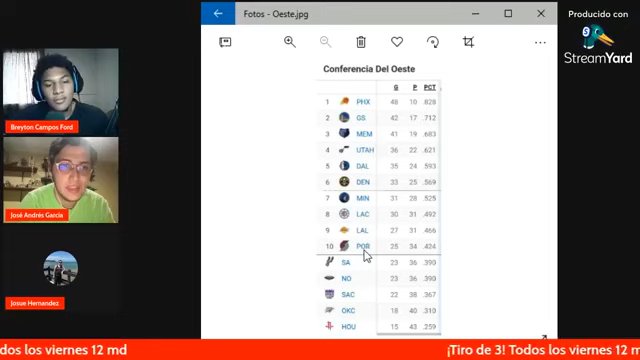 Fotos - Oeste.jpg
Producido con
StreamYard
Conferencia Del Oeste
G P PCT
1 PHX 48 10 .828
2 GS 42 17 .712
3 MEM 41 19 .683
4 UTAH 36 22 .621
5 DAL 35 24 .593
6 DEN 33 25 .569
7 MIN 31 28 .525
8 LAC 30 31 .492
9 LAL 27 31 .466
10 POR 25 34 .424
SA 23 36 .390
NO 23 36 .390
SAC 22 38 .367
OKC 18 40 .310
HOU 15 43 .259
Breyton Campos Ford
José Andrés García
Josue Hernandez
odos los viernes 12 md
¡Tiro de 3! Todos los viernes 12 m